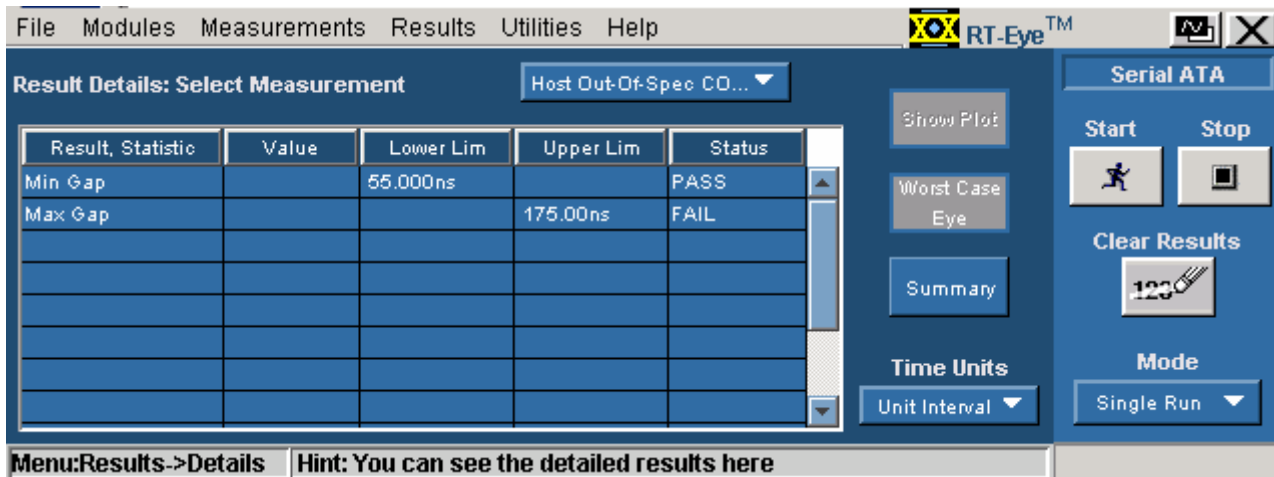 File Modules Measurements Results Utilities Help
RT-Eye™
Result Details: Select Measurement
Host Out-Of-Spec CO...
Result, Statistic Value Lower Lim Upper Lim Status
Min Gap 55.000ns PASS
Max Gap 175.00ns FAIL
Show Plot
Worst Case
Eye
Summary
Time Units
Unit Interval
Serial ATA
Start Stop
Clear Results
123
Mode
Single Run
Menu:Results->Details Hint: You can see the detailed results here